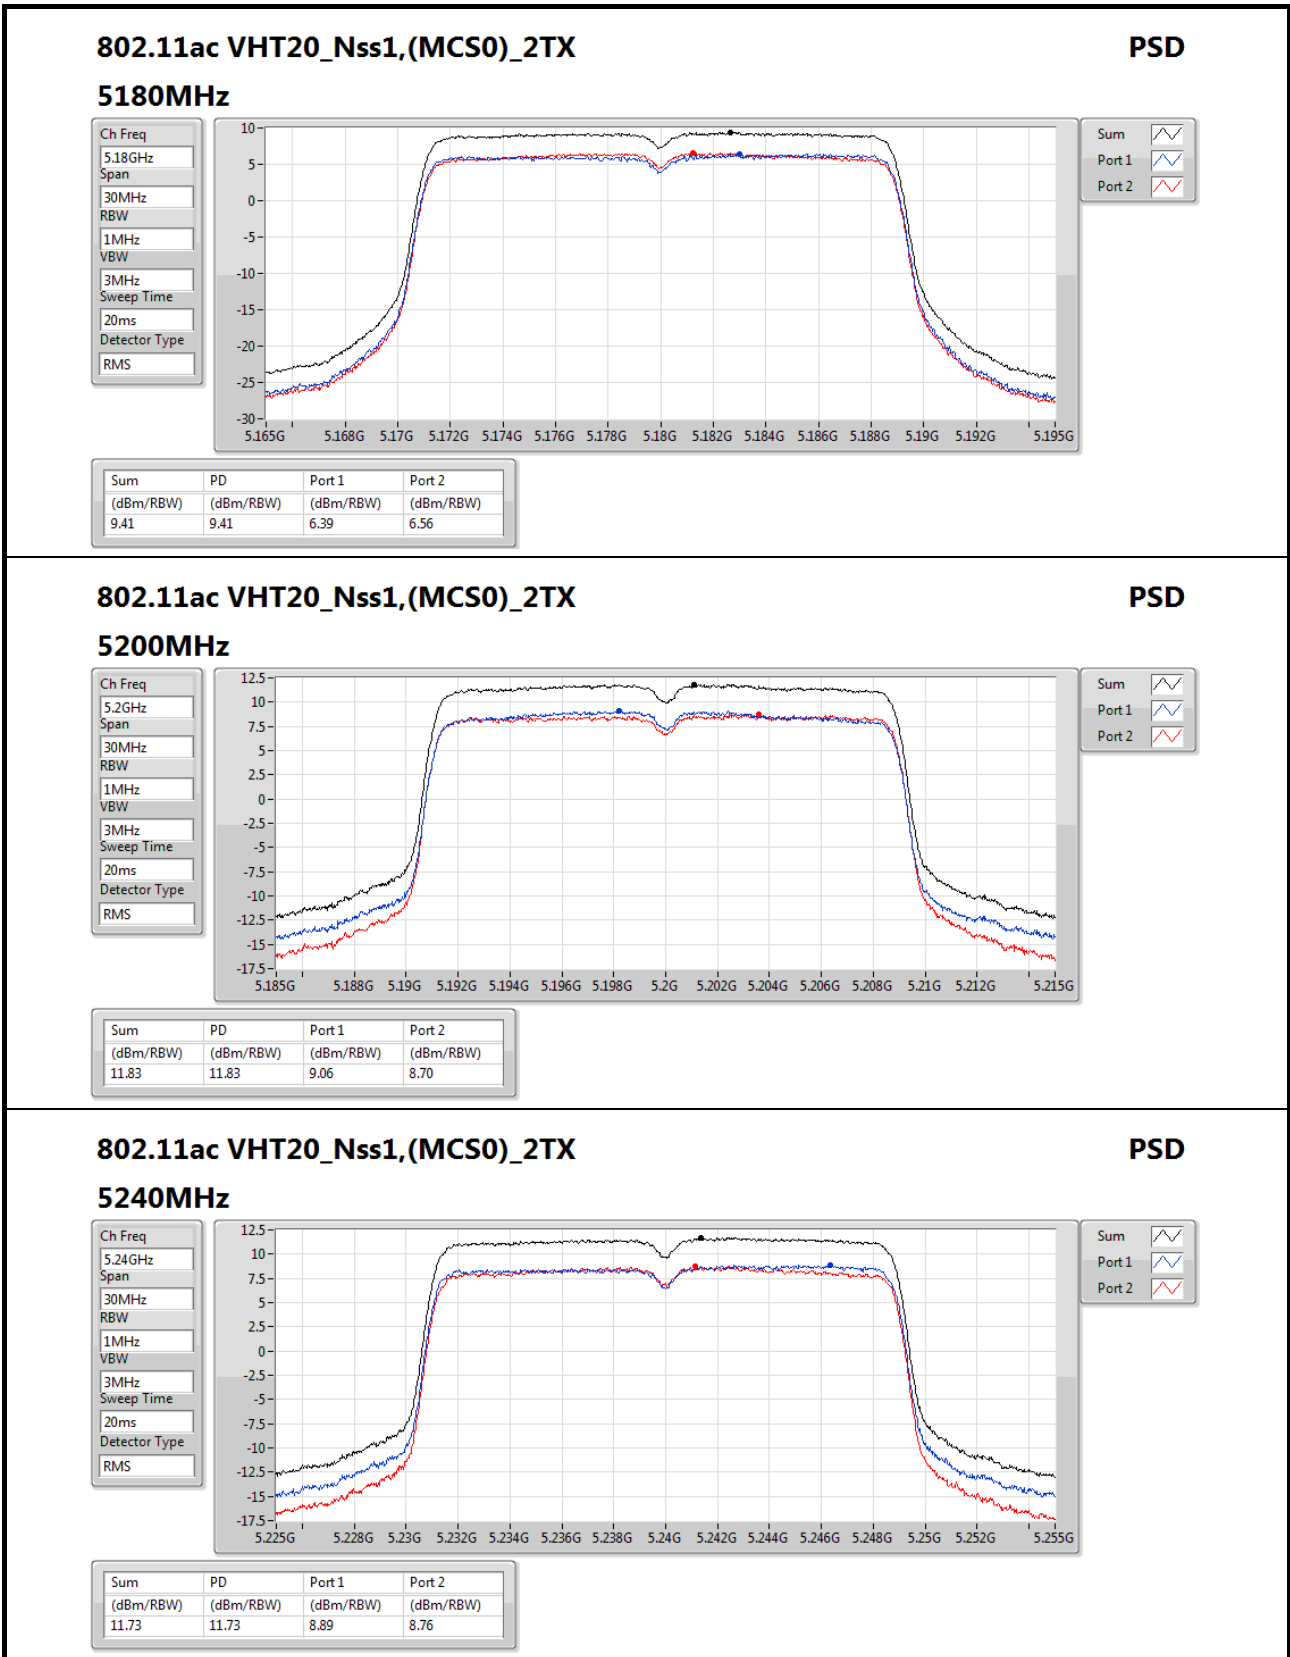 802.11ac VHT20_Nss1,(MCS0)_2TX PSD
5180MHz
Ch Freq
5.18GHz
Span
30MHz
RBW
1MHz
VBW
3MHz
Sweep Time
20ms
Detector Type
RMS
10
5
0
-5
-10
-15
-20
-25
-30
5.165G 5.168G 5.17G 5.172G 5.174G 5.176G 5.178G 5.18G 5.182G 5.184G 5.186G 5.188G 5.19G 5.192G 5.195G
Sum
Port 1
Port 2
Sum PD Port 1 Port 2
(dBm/RBW) (dBm/RBW) (dBm/RBW) (dBm/RBW)
9.41 9.41 6.39 6.56
802.11ac VHT20_Nss1,(MCS0)_2TX PSD
5200MHz
Ch Freq
5.2GHz
Span
30MHz
RBW
1MHz
VBW
3MHz
Sweep Time
20ms
Detector Type
RMS
12.5
10
7.5
5
2.5
0
-2.5
-5
-7.5
-10
-12.5
-15
-17.5
5.185G 5.188G 5.19G 5.192G 5.194G 5.196G 5.198G 5.2G 5.202G 5.204G 5.206G 5.208G 5.21G 5.212G 5.215G
Sum
Port 1
Port 2
Sum PD Port 1 Port 2
(dBm/RBW) (dBm/RBW) (dBm/RBW) (dBm/RBW)
11.83 11.83 9.06 8.70
802.11ac VHT20_Nss1,(MCS0)_2TX PSD
5240MHz
Ch Freq
5.24GHz
Span
30MHz
RBW
1MHz
VBW
3MHz
Sweep Time
20ms
Detector Type
RMS
12.5
10
7.5
5
2.5
0
-2.5
-5
-7.5
-10
-12.5
-15
-17.5
5.225G 5.228G 5.23G 5.232G 5.234G 5.236G 5.238G 5.24G 5.242G 5.244G 5.246G 5.248G 5.25G 5.252G 5.255G
Sum
Port 1
Port 2
Sum PD Port 1 Port 2
(dBm/RBW) (dBm/RBW) (dBm/RBW) (dBm/RBW)
11.73 11.73 8.89 8.76